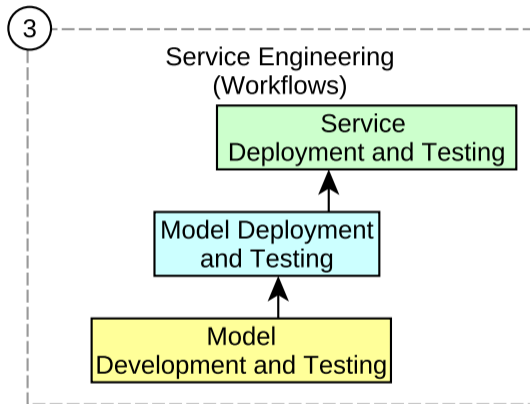 3
Service Engineering
(Workflows)
Service
Deployment and Testing
Model Deployment
and Testing
Model
Development and Testing